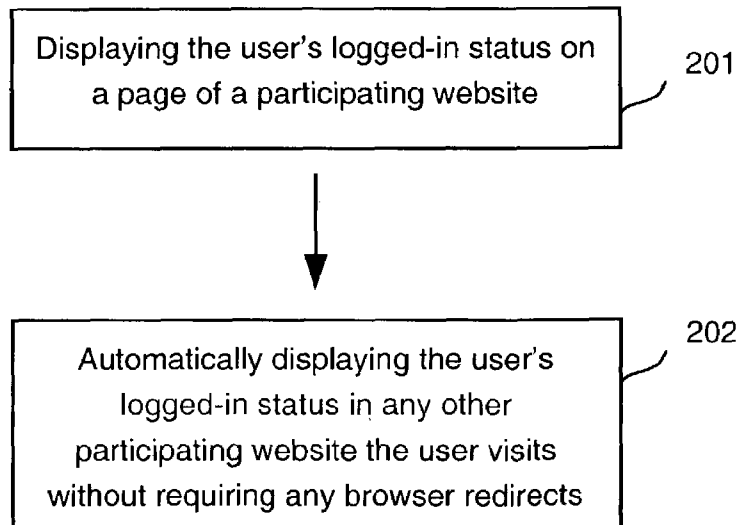 Displaying the user's logged-in status on
a page of a participating website
201
Automatically displaying the user's
logged-in status in any other
participating website the user visits
without requiring any browser redirects
202